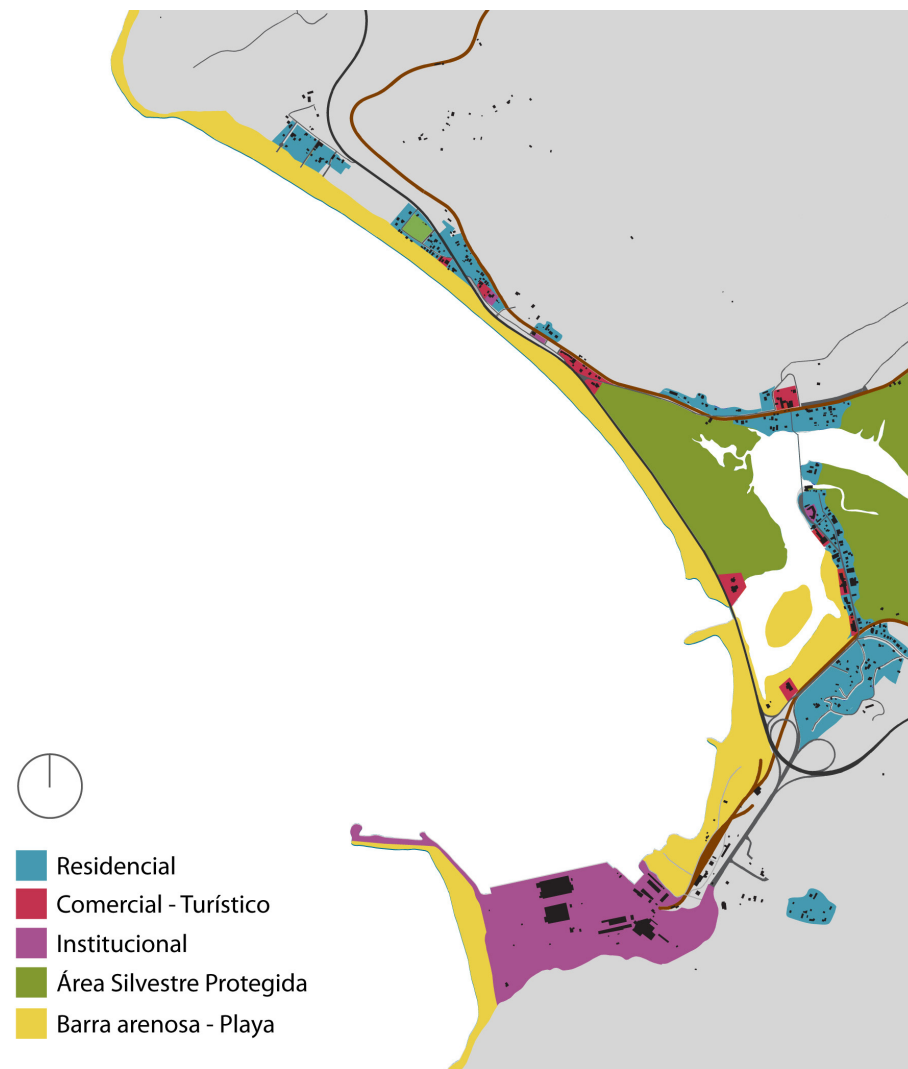 Residencial
Comercial - Turístico
Institucional
Área Silvestre Protegida
Barra arenosa - Playa